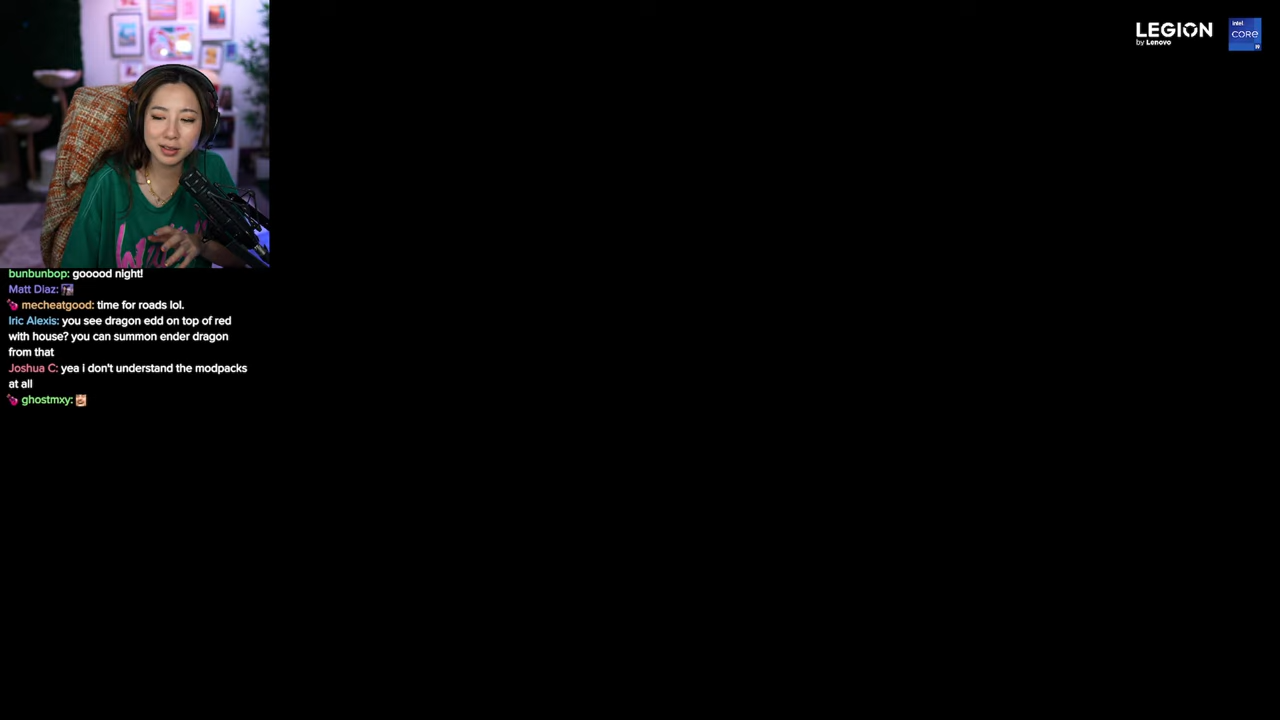 LEGION
by Lenovo
intel
CORE
i9
bunbunbop: gooood night!
Matt Diaz:
mecheatgood: time for roads lol.
Iric Alexis: you see dragon edd on top of red
with house? you can summon ender dragon
from that
Joshua C: yea i don't understand the modpacks
at all
ghostmxy: